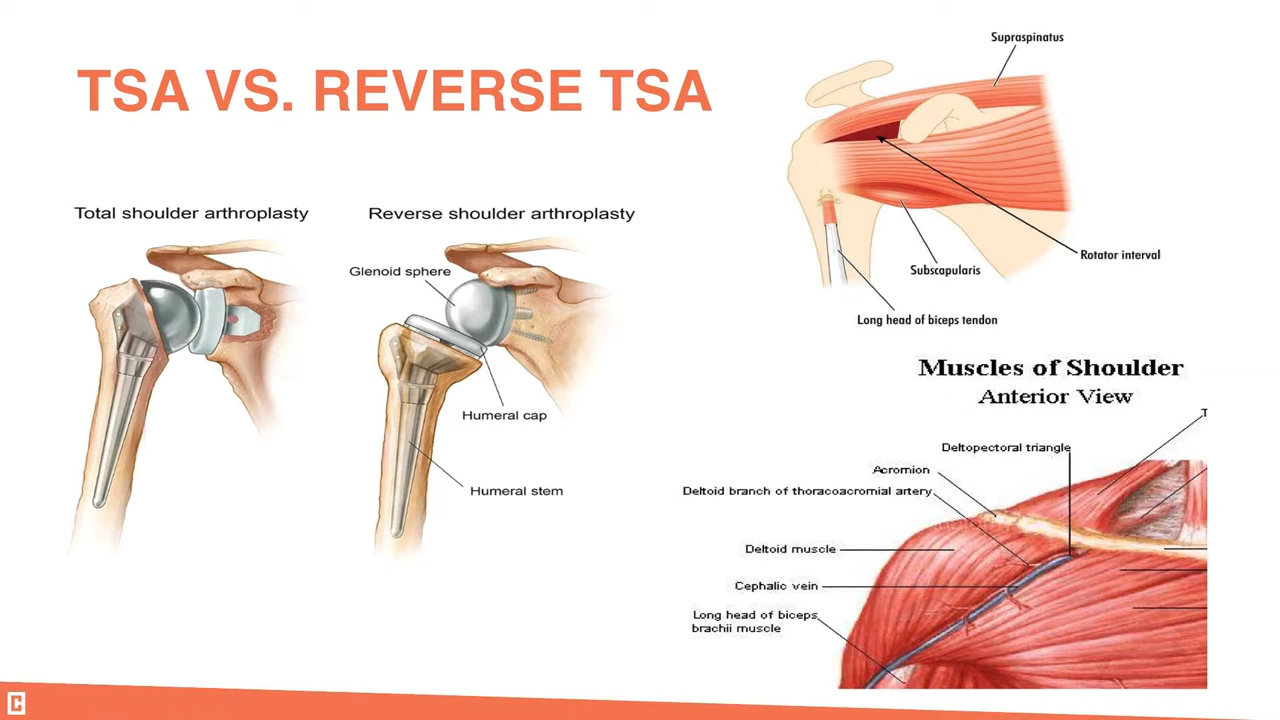 TSA VS. REVERSE TSA
Total shoulder arthroplasty
Reverse shoulder arthroplasty
Glenoid sphere
Humeral cap
Humeral stem
Supraspinatus
Rotator interval
Subscapularis
Long head of biceps tendon
Muscles of Shoulder
Anterior View
T
Deltopectoral triangle
Acromion
Deltoid branch of thoracoacromial artery
Deltoid muscle
Cephalic vein
Long head of biceps
brachii muscle
C